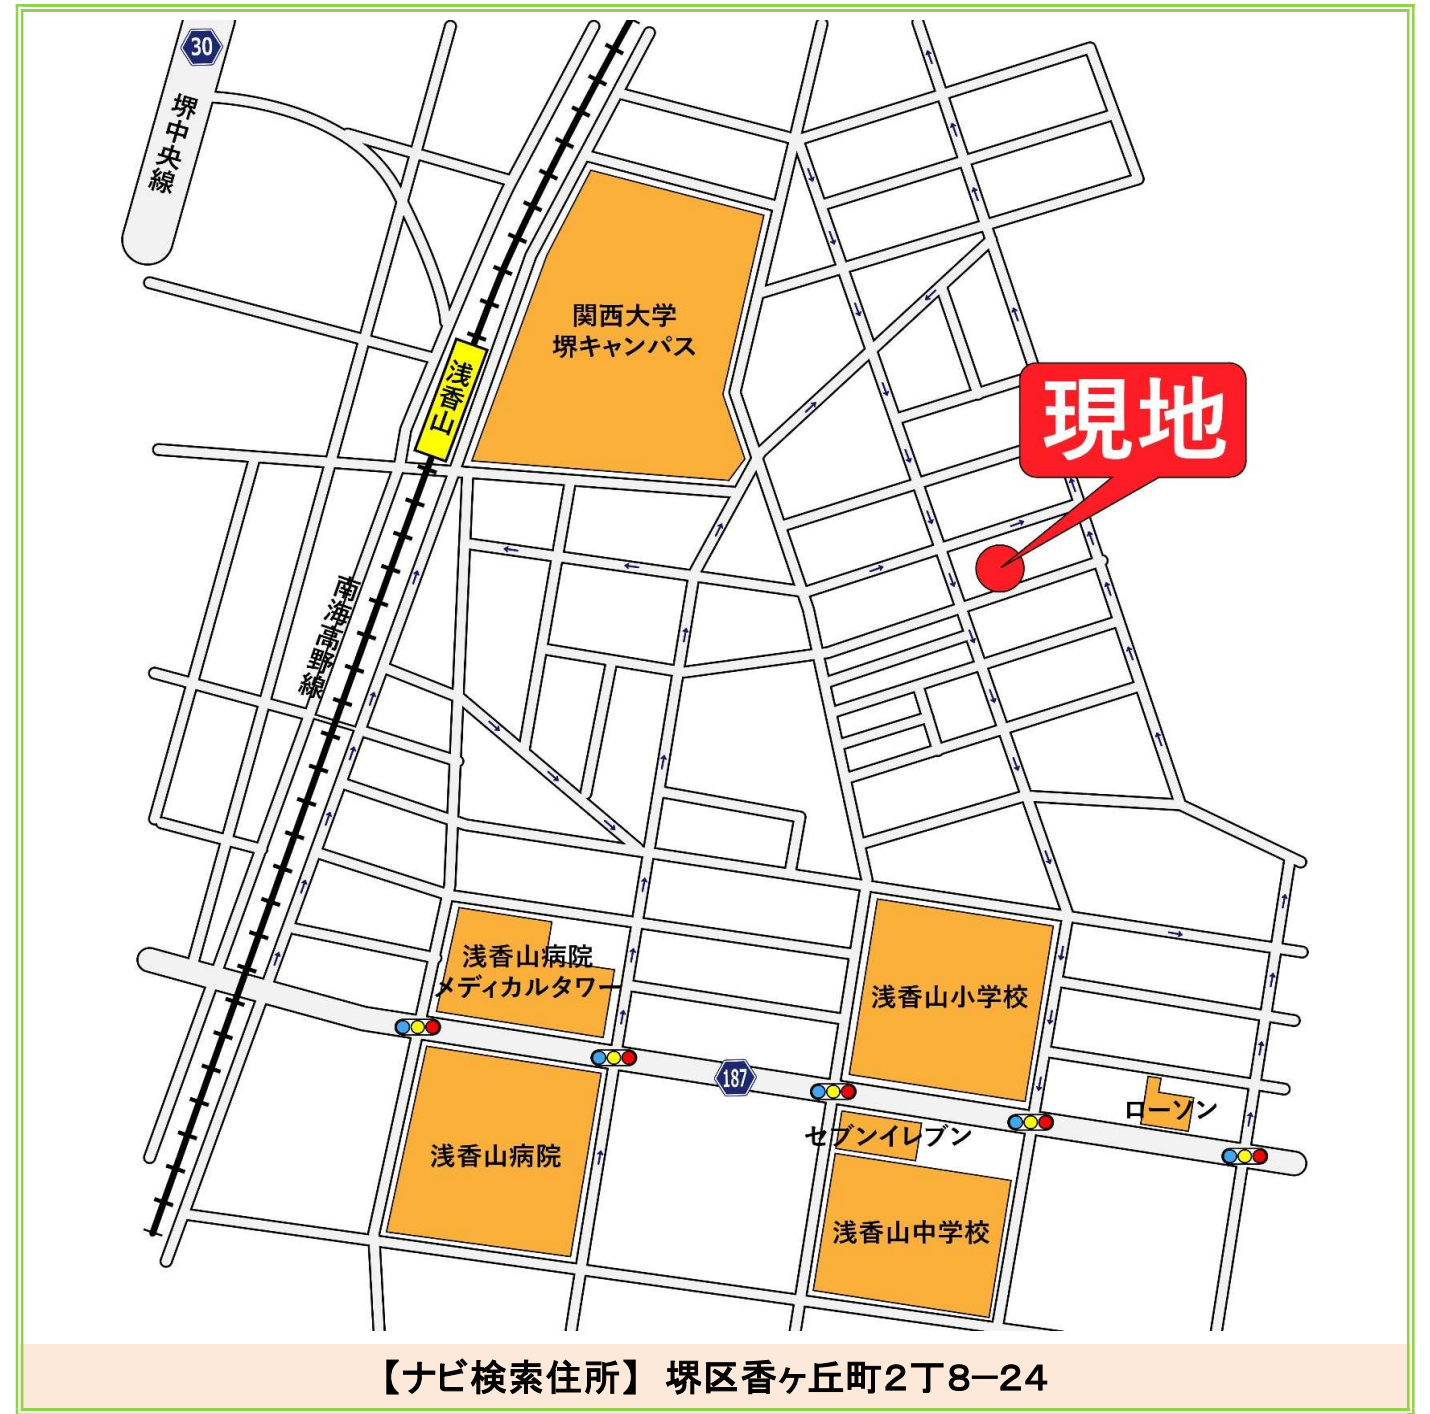 30
堺中央線
関西大学
堺キャンパス
浅香山
現地
南海高野線
浅香山病院
メディカルタワー
浅香山小学校
187
ローソン
セブンイレブン
浅香山病院
浅香山中学校
【ナビ検索住所】 堺区香ヶ丘町2丁8−24